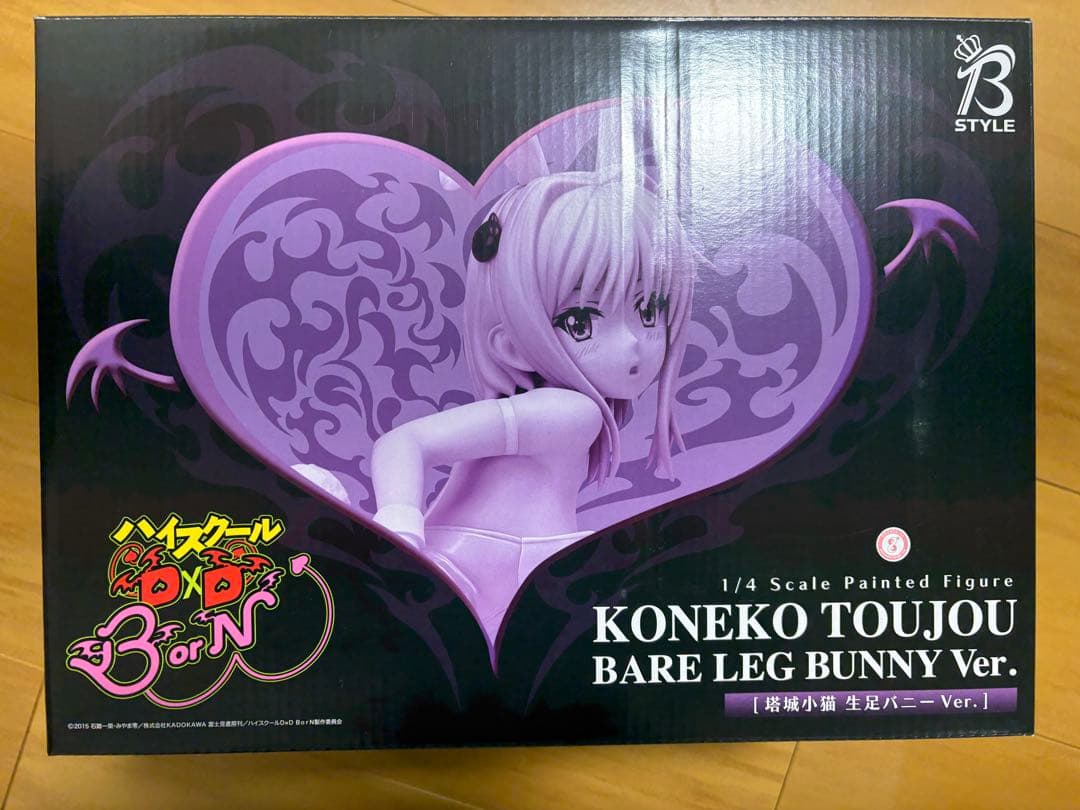 B
STYLE
ハイスクール
D×D
BorN
1/4 Scale Painted Figure
KONEKO TOUJOU
BARE LEG BUNNY Ver.
[塔城小猫 生足バニーVer.]
©2015 石踏一榮・みやま零／株式会社KADOKAWA 富士見書房刊／ハイスクールD×D BorN製作委員会